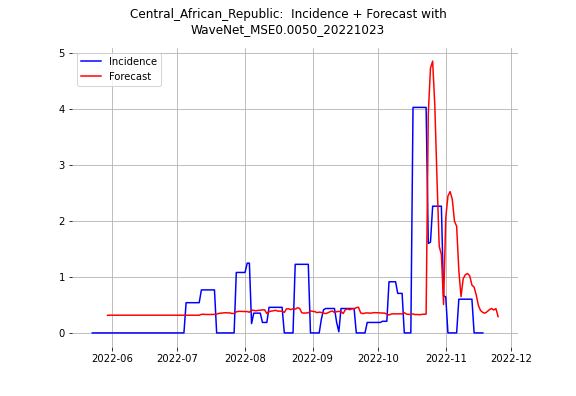 Central_African_Republic:  Incidence + Forecast with
WaveNet_MSE0.0050_20221023
Incidence
Forecast
5
4
3
2
1
0
2022-06 2022-07 2022-08 2022-09 2022-10 2022-11 2022-12